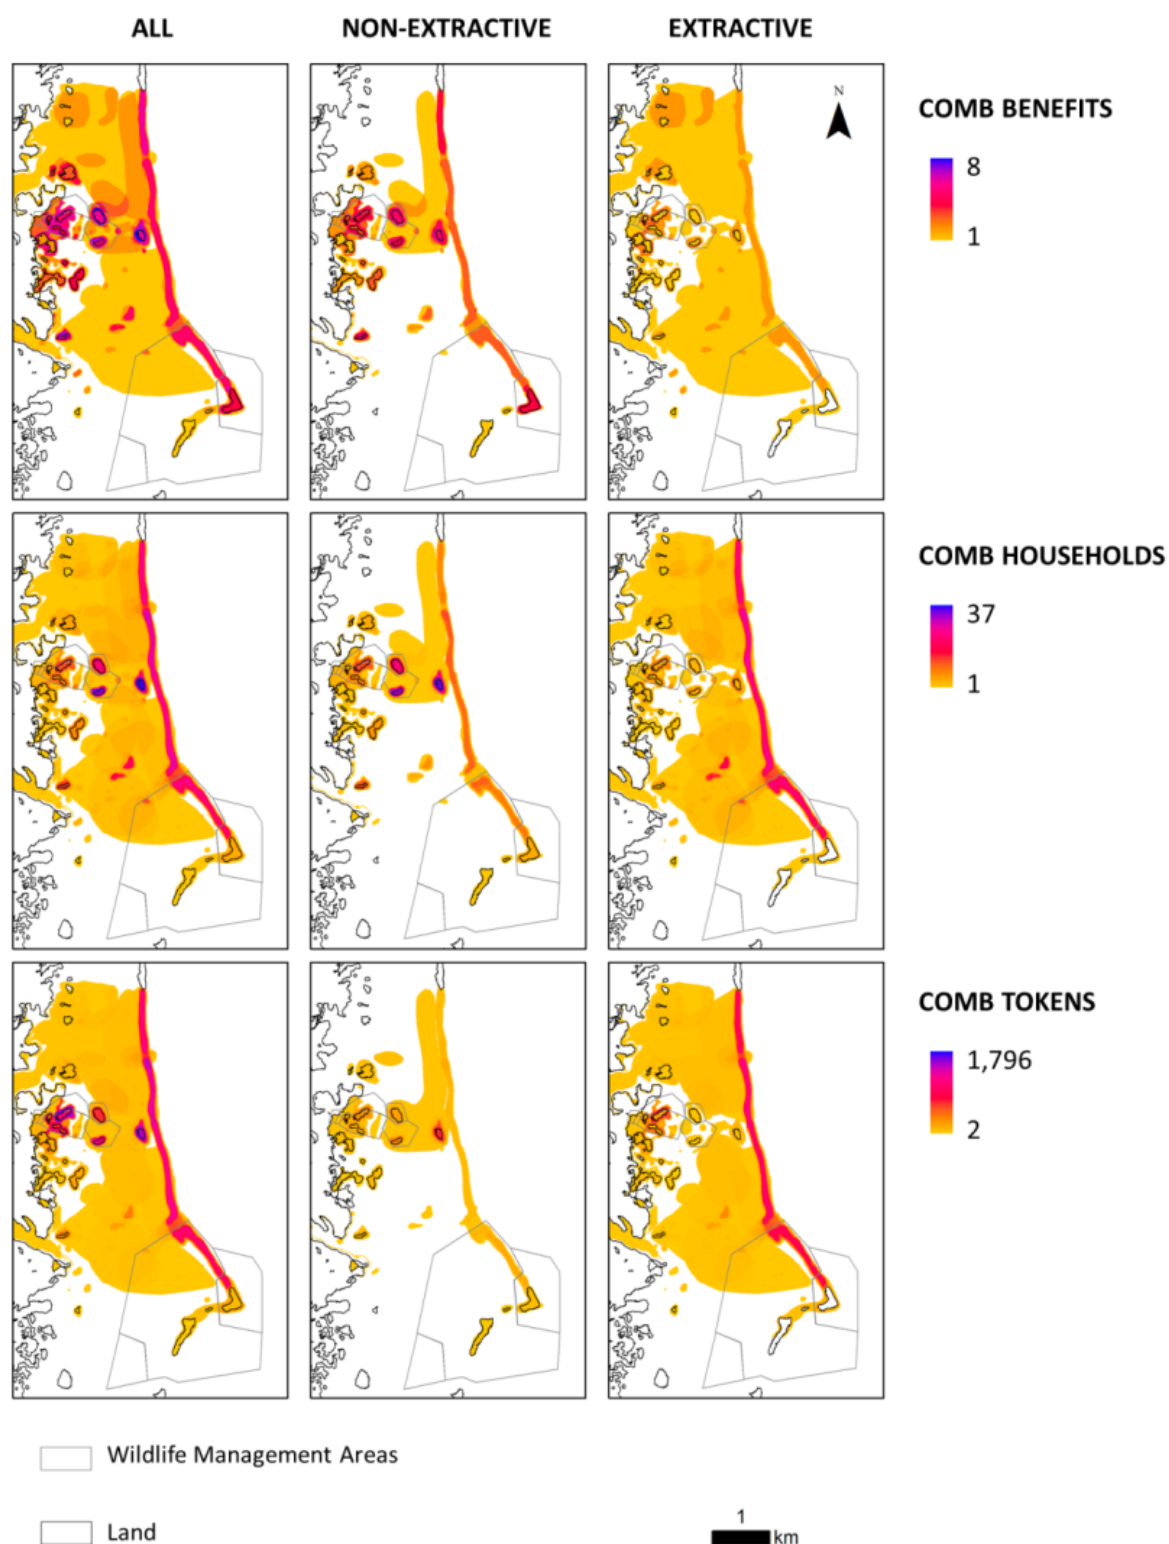 ALL NON-EXTRACTIVE EXTRACTIVE
N
COMB BENEFITS
8
1
COMB HOUSEHOLDS
37
1
COMB TOKENS
1,796
2
Wildlife Management Areas
Land
1
km